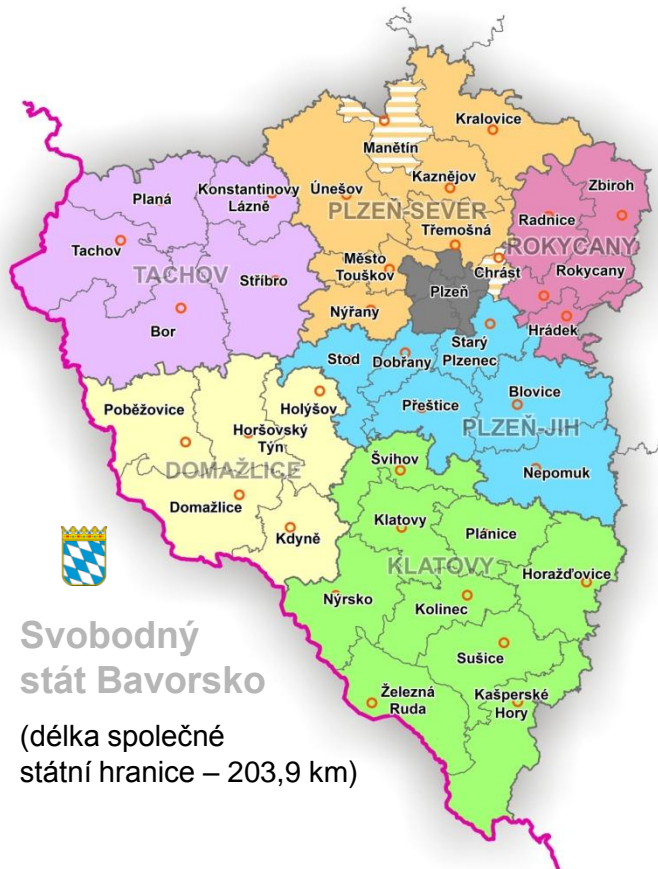 Kralovice
Manětín
Kaznějov
Zbiroh
Konstantinovy
Lázně
Únešov
Planá
PLZEŇ-SEVER
Radnice
Třemošná
ROKYCANY
Tachov
Město
Touškov
Chrást
Rokycany
TACHOV
Stříbro
Plzeň
Nýřany
Hrádek
Bor
Starý
Plzenec
Stod
Dobřany
Blovice
Poběžovice
Holýšov
Přeštice
Horšovský
Týn
PLZEŇ-JIH
Švihov
DOMAŽLICE
Nepomuk
Domažlice
Klatovy
Kdyně
Plánice
KLATOVY
Horažďovice
Nýrsko
Kolinec
Svobodný
stát Bavorsko
Sušice
Železná
Ruda
Kašperské
Hory
(délka společné
státní hranice – 203,9 km)